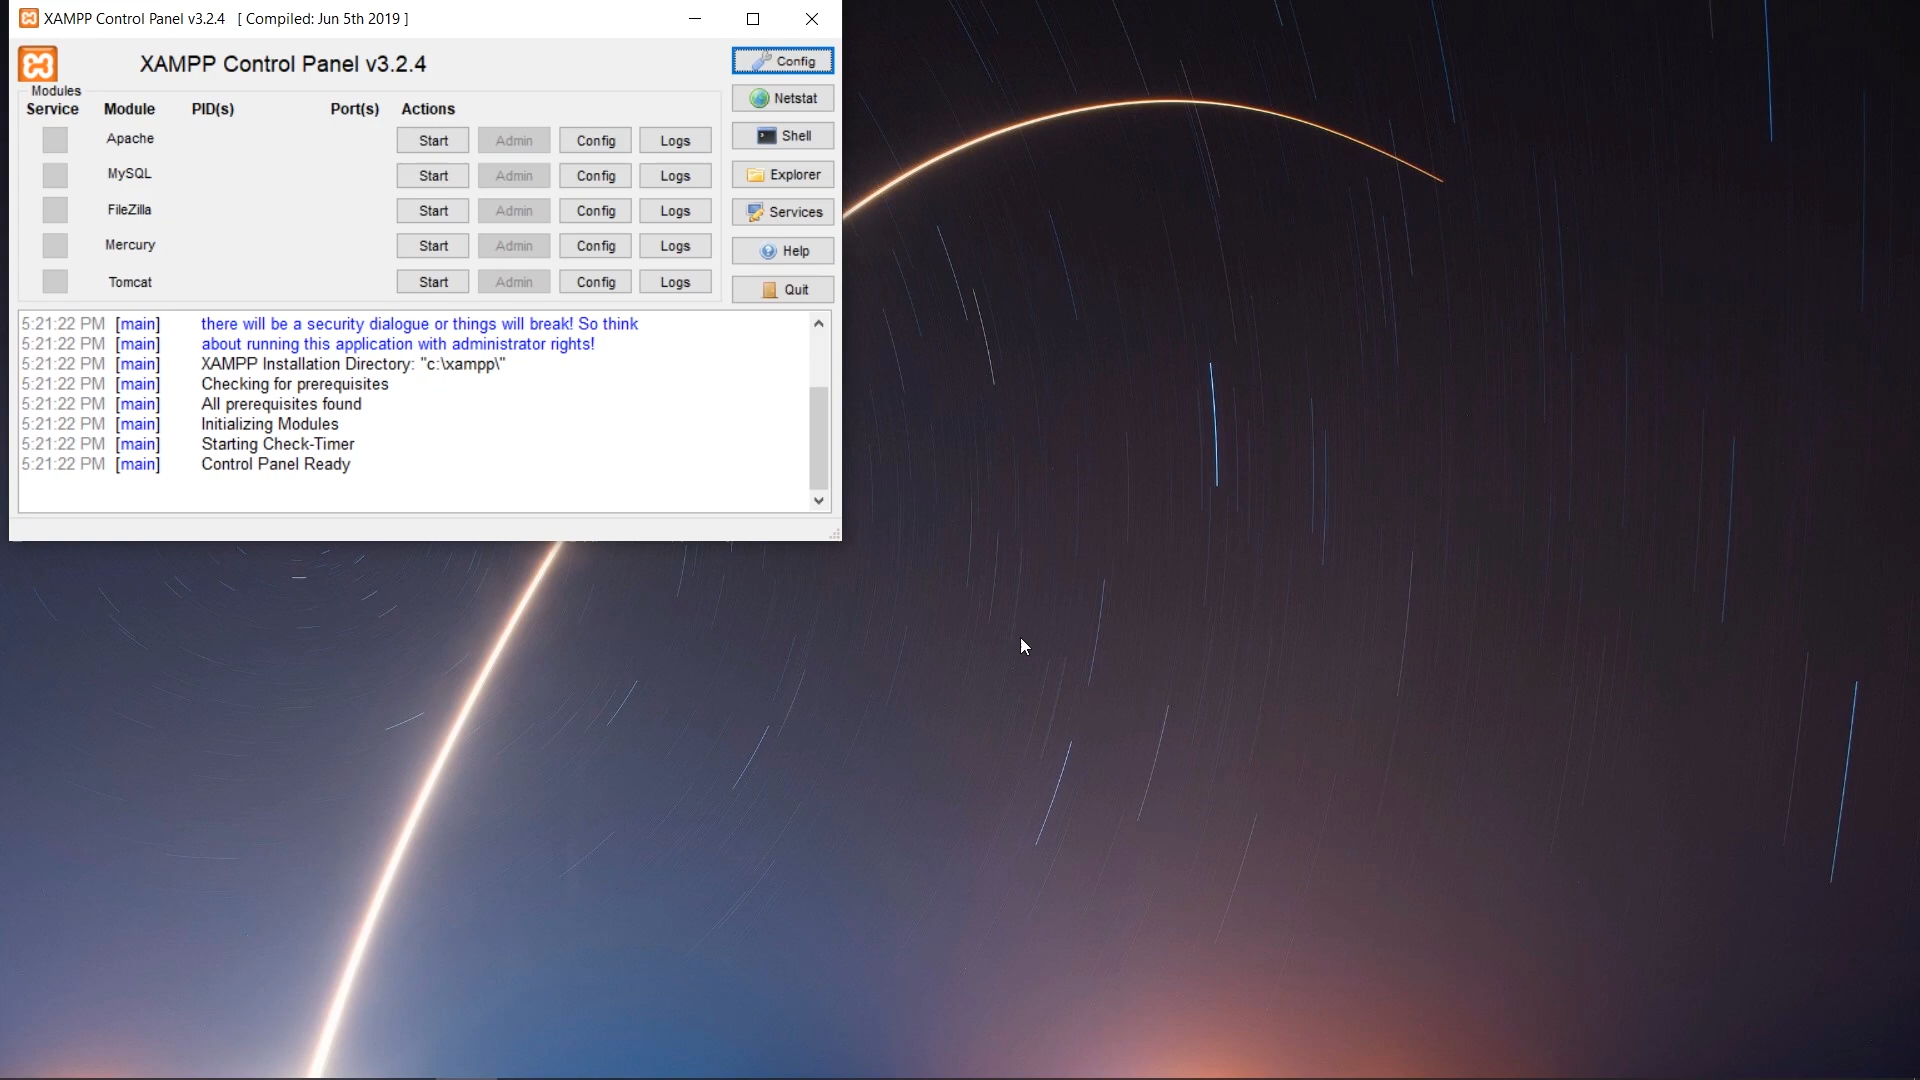 XAMPP Control Panel v3.2.4 [ Compiled: Jun 5th 2019 ]
XAMPP Control Panel v3.2.4
Config
Modules
Service Module PID(s) Port(s) Actions
Netstat
Apache Start Admin Config Logs
Shell
MySQL Start Admin Config Logs
Explorer
FileZilla Start Admin Config Logs
Services
Mercury Start Admin Config Logs
Help
Tomcat Start Admin Config Logs
Quit
5:21:22 PM [main] there will be a security dialogue or things will break! So think
5:21:22 PM [main] about running this application with administrator rights!
5:21:22 PM [main] XAMPP Installation Directory: "c:\xampp\"
5:21:22 PM [main] Checking for prerequisites
5:21:22 PM [main] All prerequisites found
5:21:22 PM [main] Initializing Modules
5:21:22 PM [main] Starting Check-Timer
5:21:22 PM [main] Control Panel Ready